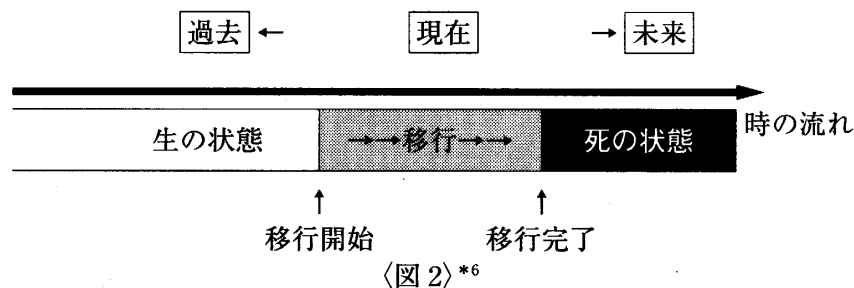 過去 ← 現在 → 未来
時の流れ
生の状態 →→移行→→ 死の状態
↑ ↑
移行開始 移行完了
〈図2〉*6